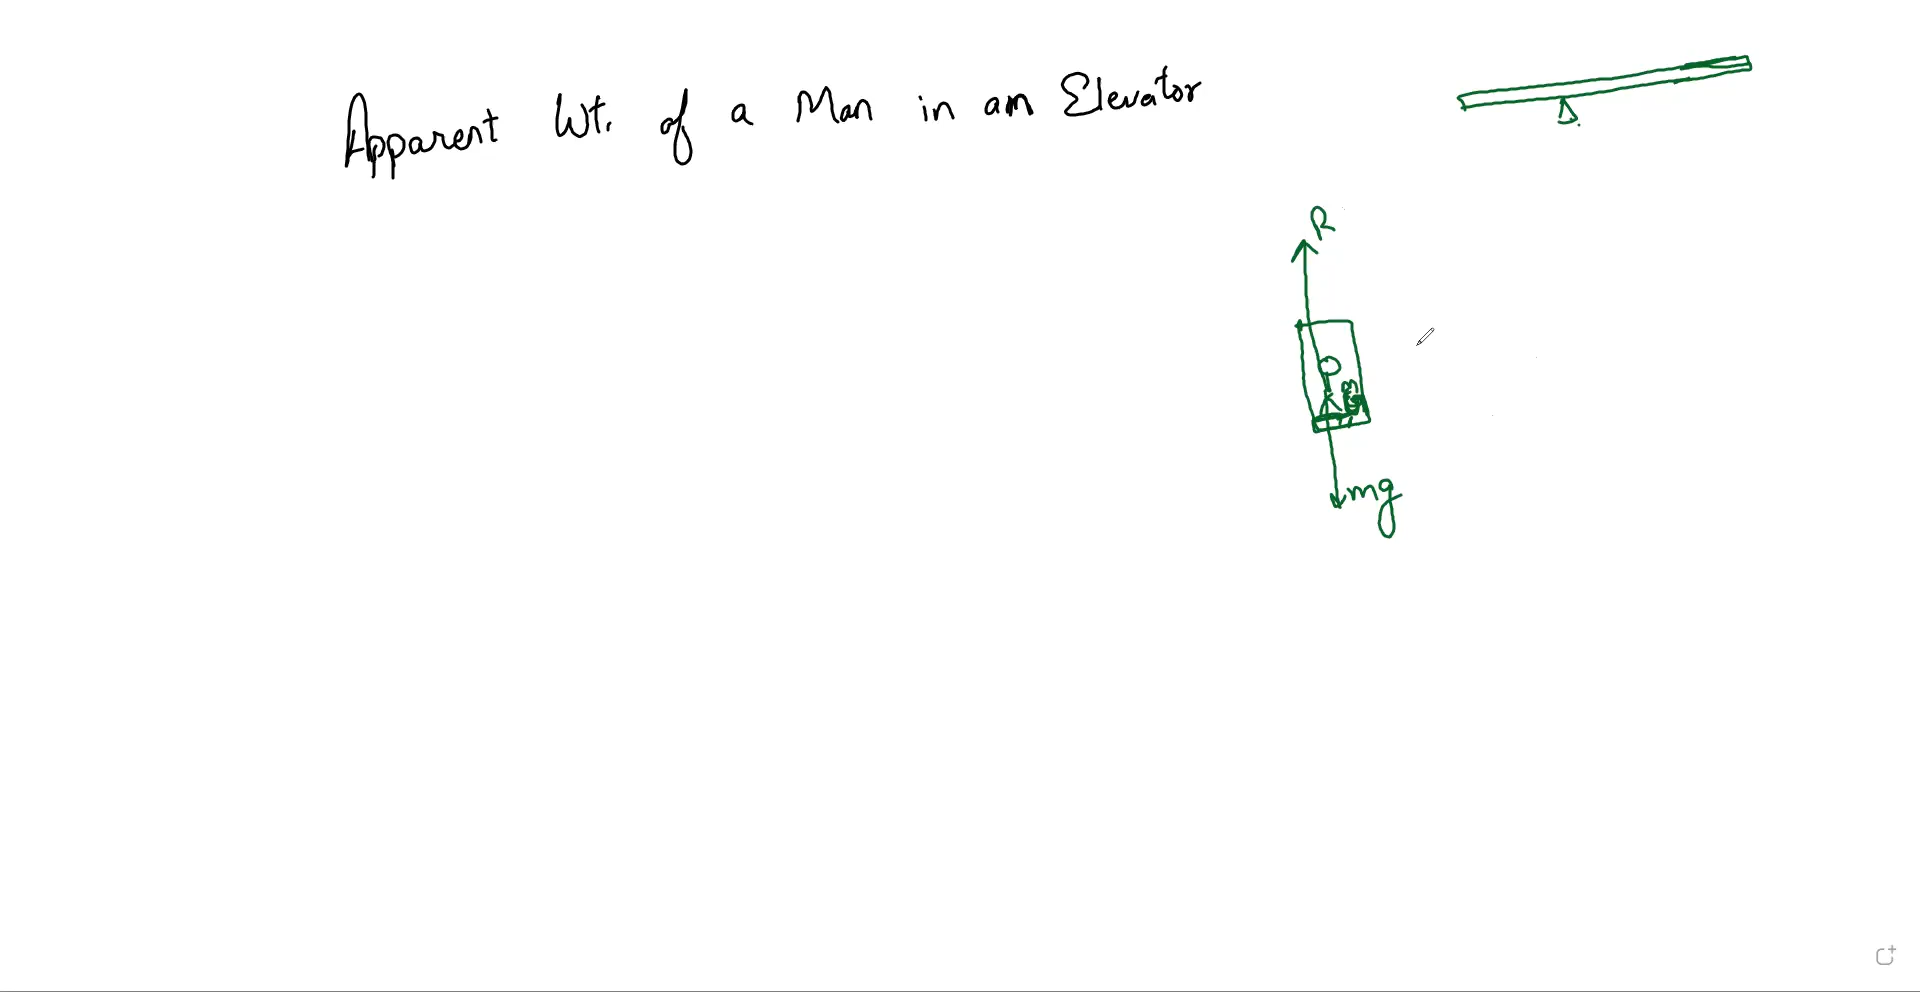 Apparent Wt. of a Man in an Elevator
R
mg